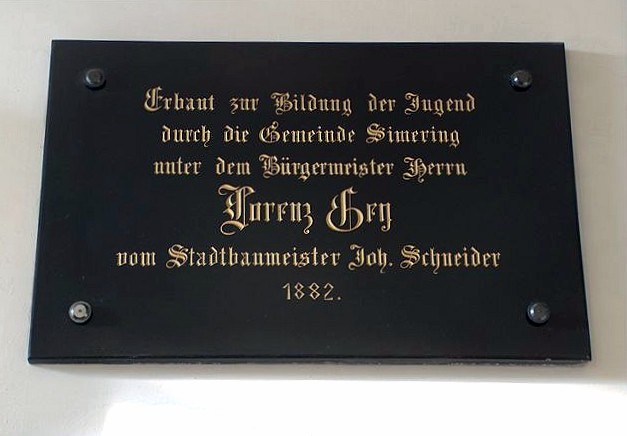 Erbaut zur Bildung der Jugend
durch die Gemeinde Simering
unter dem Bürgermeister Herrn
Lorenz Gey
vom Stadtbaumeister Joh. Schneider
1882.